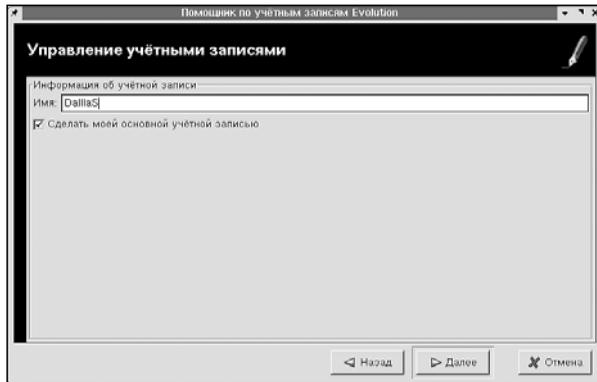 Помощник по учётным записям Evolution
Управление учётными записями
Информация об учётной записи
Имя: DalilaS
Сделать моей основной учётной записью
Назад Далее Отмена